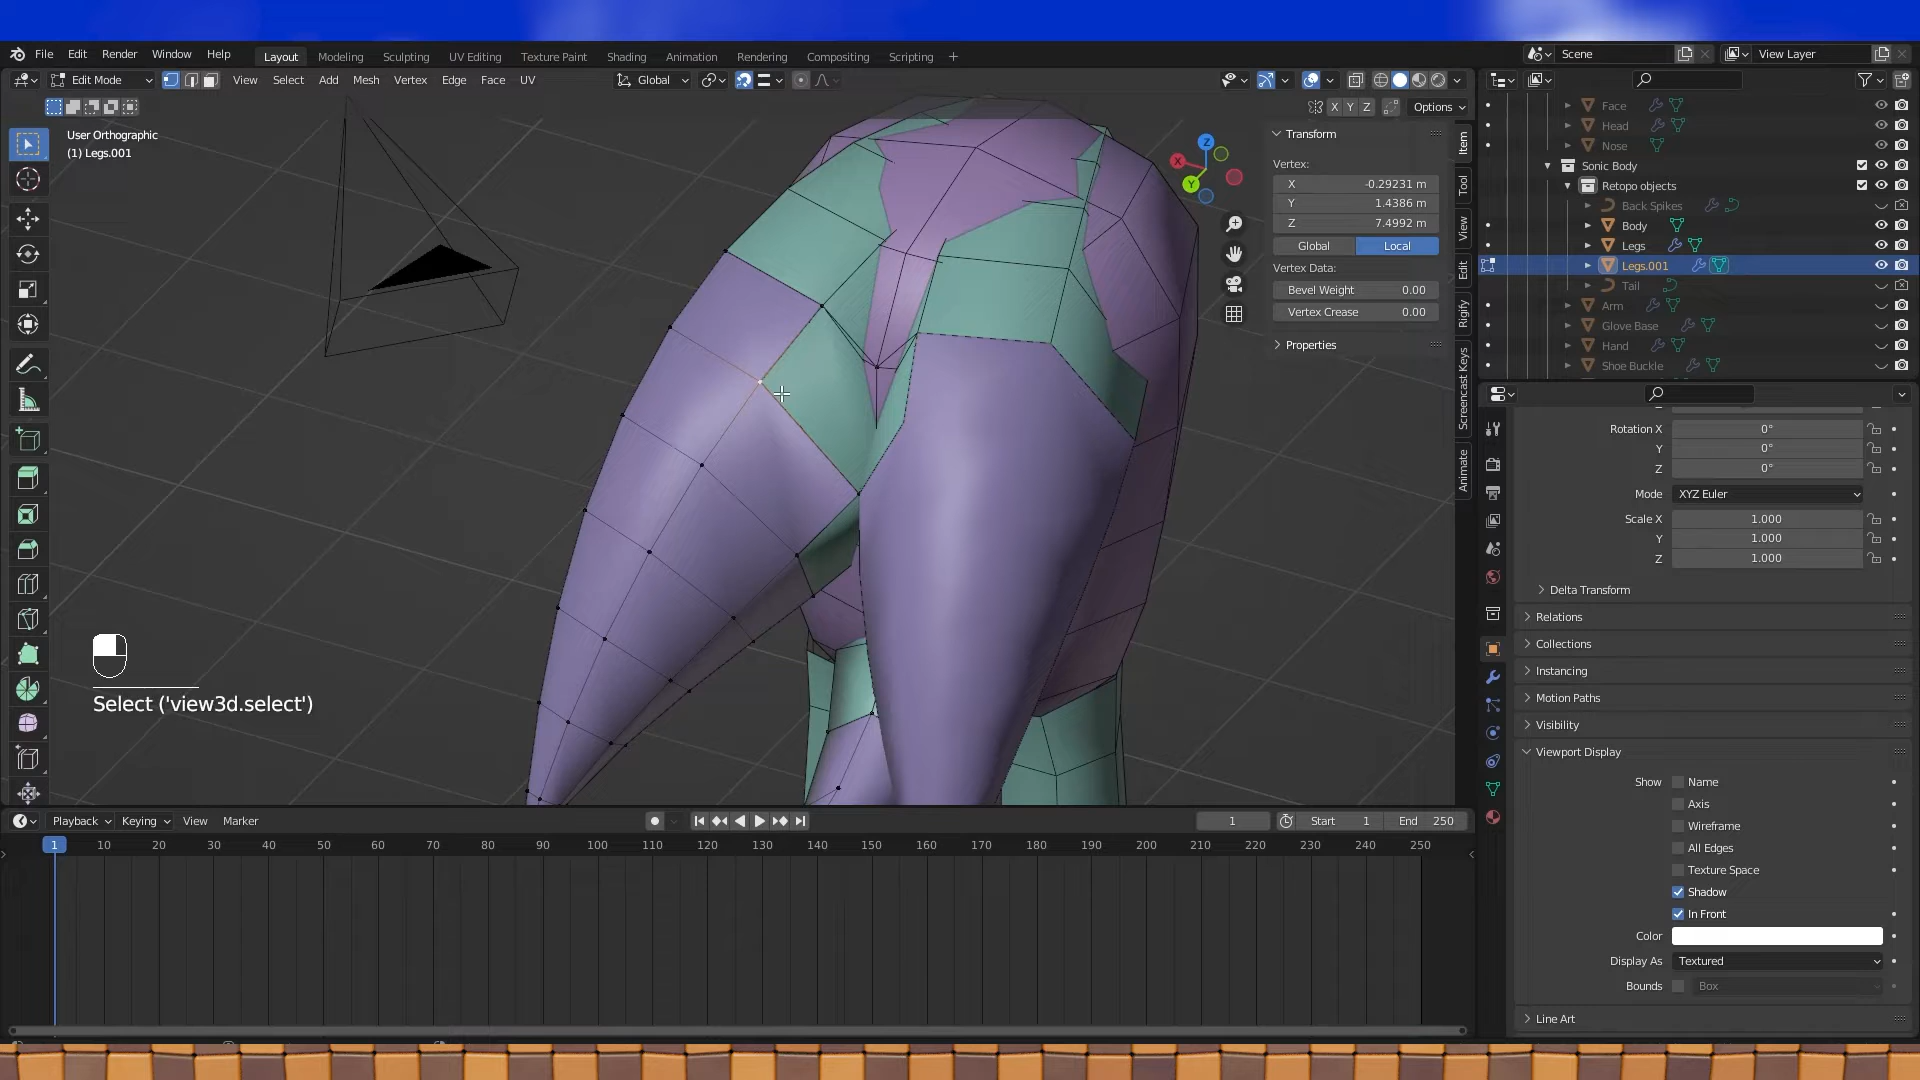 File Edit Render Window Help Layout Modeling Sculpting UV Editing Texture Paint Shading Animation Rendering Compositing Scripting + Scene View Layer
Edit Mode View Select Add Mesh Vertex Edge Face UV Global
X Y Z Options
User Orthographic
(1) Legs.001
Transform
Vertex:
X -0.29231 m
Y 1.4386 m
Z 7.4992 m
Global Local
Vertex Data:
Bevel Weight 0.00
Vertex Crease 0.00
Properties
Item
Tool
View
Edit
Rigify
Screencast Keys
Animate
Z
X
Y
Select ('view3d.select')
Face
Head
Nose
Sonic Body
Retopo objects
Back Spikes
Body
Legs
Legs.001
Tail
Arm
Glove Base
Hand
Shoe Buckle
Rotation X 0°
Y 0°
Z 0°
Mode XYZ Euler
Scale X 1.000
Y 1.000
Z 1.000
Delta Transform
Relations
Collections
Instancing
Motion Paths
Visibility
Viewport Display
Show Name
Axis
Wireframe
All Edges
Texture Space
Shadow
In Front
Color
Display As Textured
Bounds Box
Line Art
Playback Keying View Marker 1 Start 1 End 250
1 10 20 30 40 50 60 70 80 90 100 110 120 130 140 150 160 170 180 190 200 210 220 230 240 250